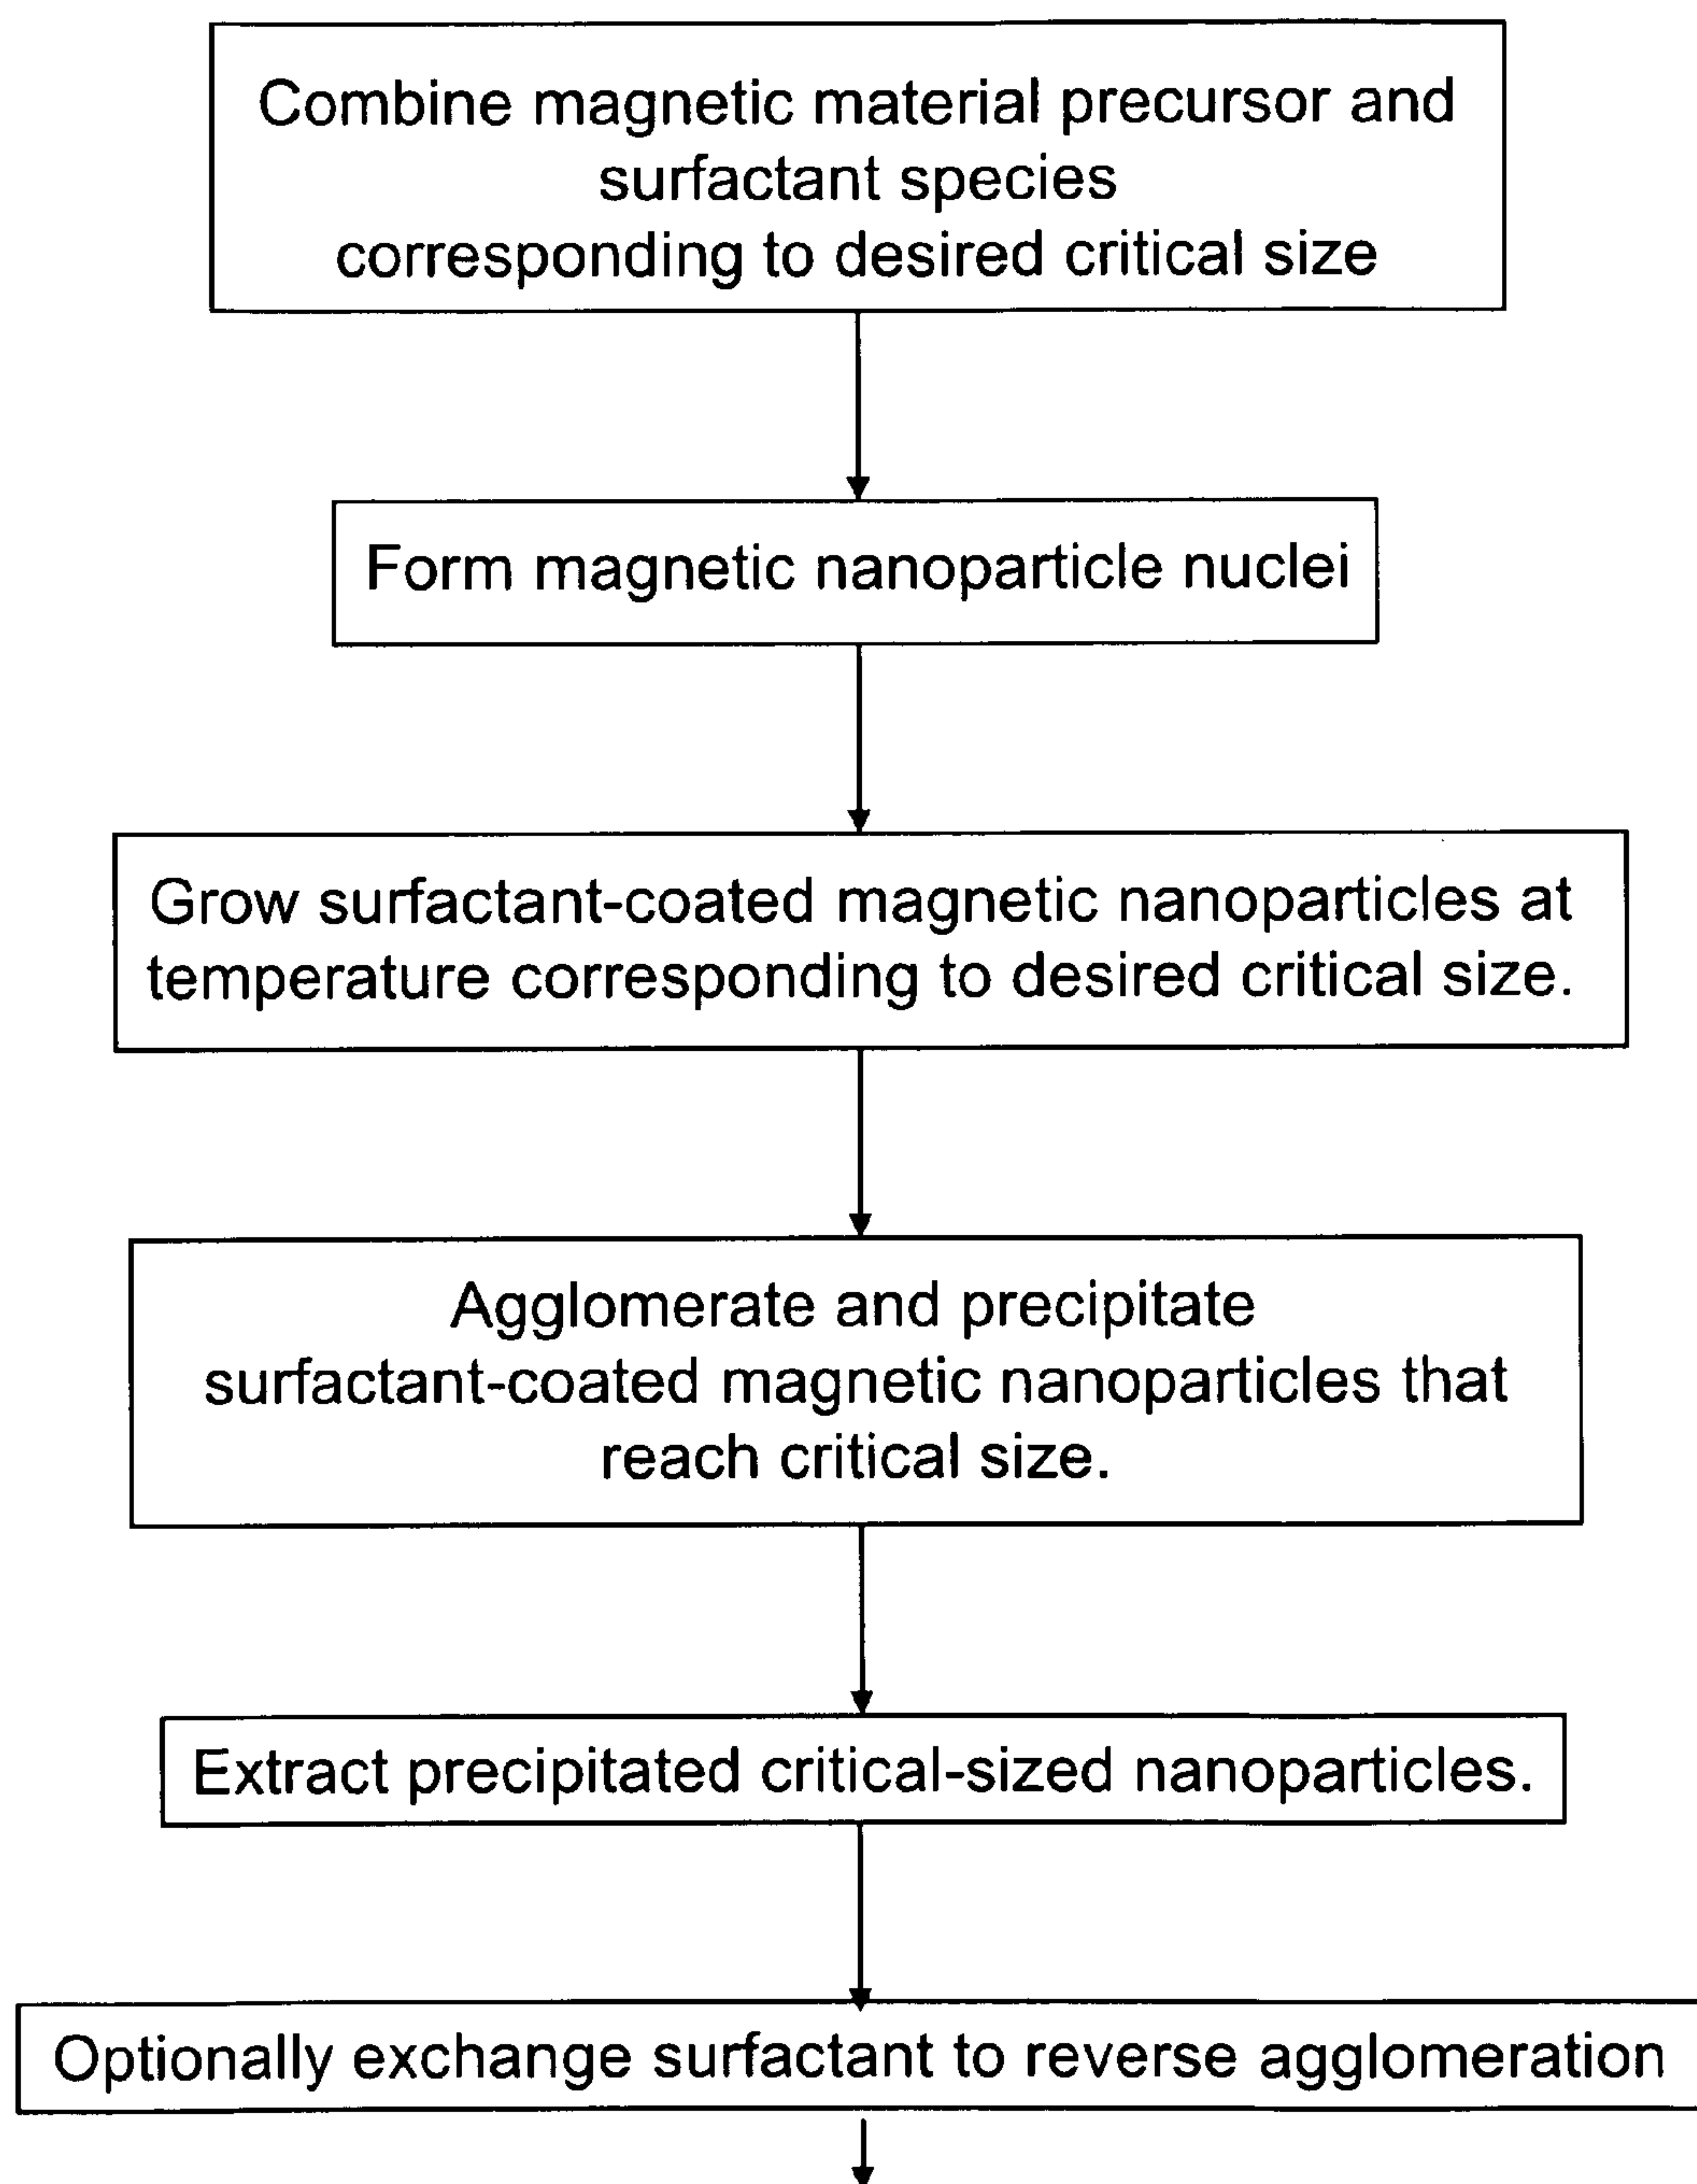 Combine magnetic material precursor and
surfactant species
corresponding to desired critical size
Form magnetic nanoparticle nuclei
Grow surfactant-coated magnetic nanoparticles at
temperature corresponding to desired critical size.
Agglomerate and precipitate
surfactant-coated magnetic nanoparticles that
reach critical size.
Extract precipitated critical-sized nanoparticles.
Optionally exchange surfactant to reverse agglomeration